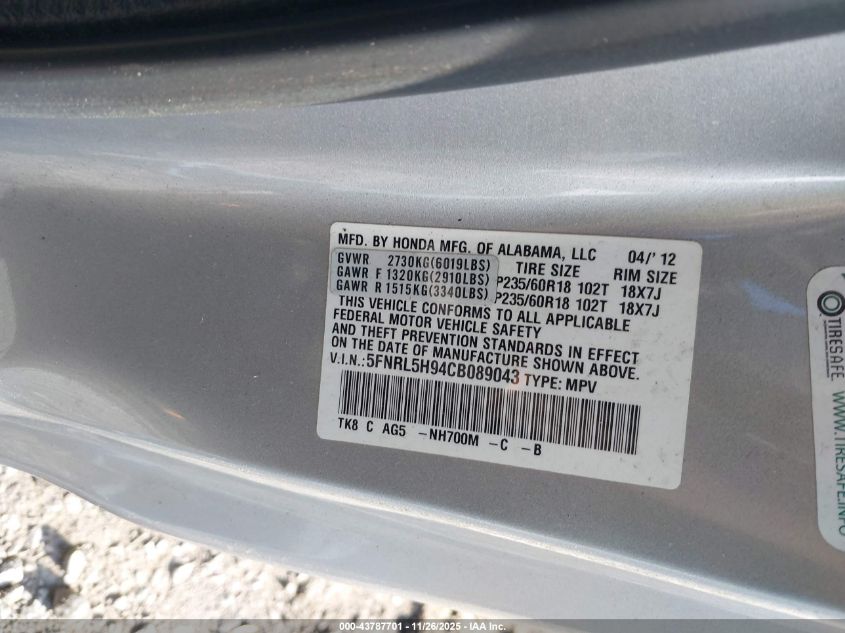 MFD. BY HONDA MFG. OF ALABAMA, LLC 04/'12
GVWR 2730KG(6019LBS) TIRE SIZE RIM SIZE
GAWR F 1320KG(2910LBS) P235/60R18 102T 18X7J
GAWR R 1515KG(3340LBS) P235/60R18 102T 18X7J
THIS VEHICLE CONFORMS TO ALL APPLICABLE
FEDERAL MOTOR VEHICLE SAFETY
AND THEFT PREVENTION STANDARDS IN EFFECT
ON THE DATE OF MANUFACTURE SHOWN ABOVE.
V.I.N.:5FNRL5H94CB089043 TYPE: MPV
TK8 C AG5 -NH700M -C -B
TIRESAFE
WWW.TIRESAFE.INFO
000-43787701 - 11/26/2025 - IAA Inc.